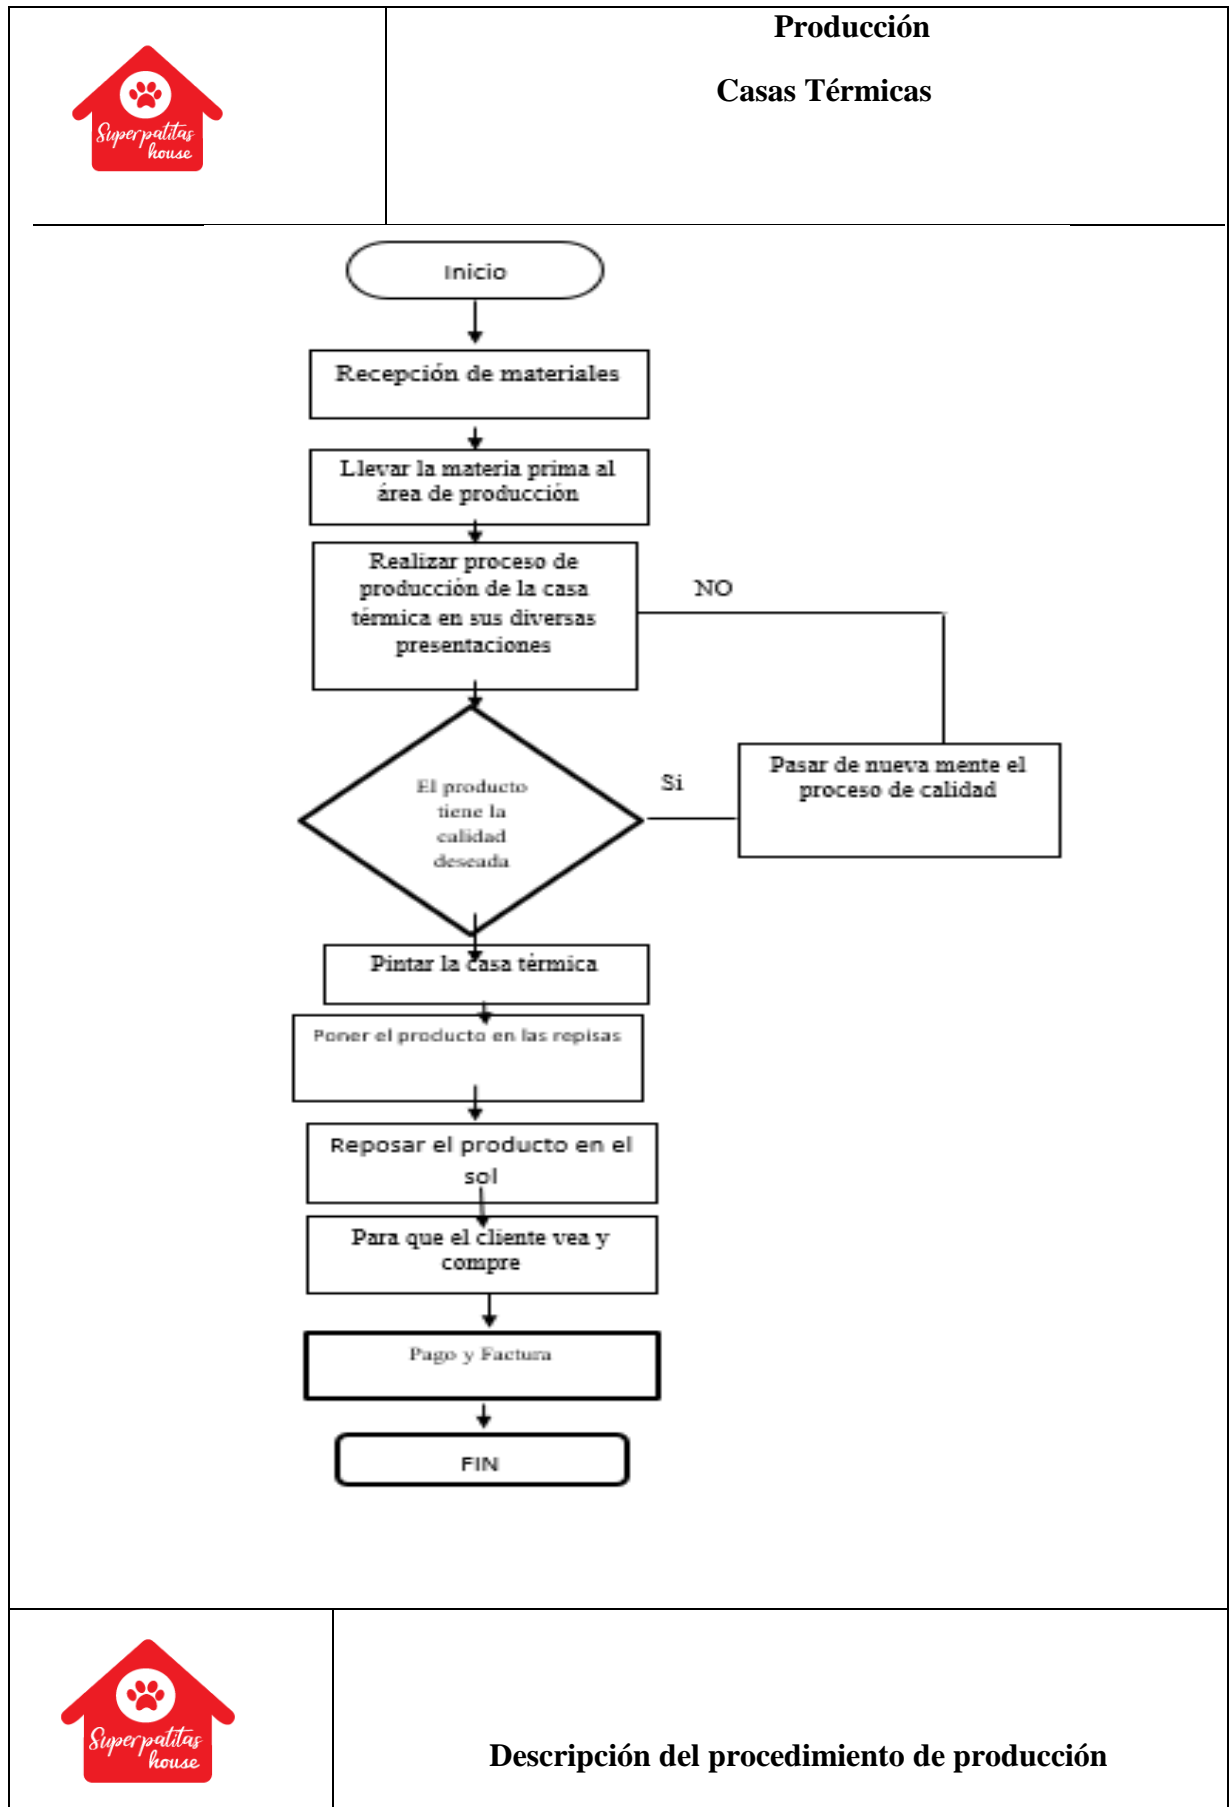 Superpatitas
house
Producción
Casas Térmicas
Inicio
Recepción de materiales
Llevar la materia prima al
área de producción
Realizar proceso de
producción de la casa
térmica en sus diversas
presentaciones
NO
Pasar de nueva mente el
proceso de calidad
Si
El producto
tiene la
calidad
deseada
Pintar la casa térmica
Poner el producto en las repisas
Reposar el producto en el
sol
Para que el cliente vea y
compre
Pago y Factura
FIN
Superpatitas
house
Descripción del procedimiento de producción